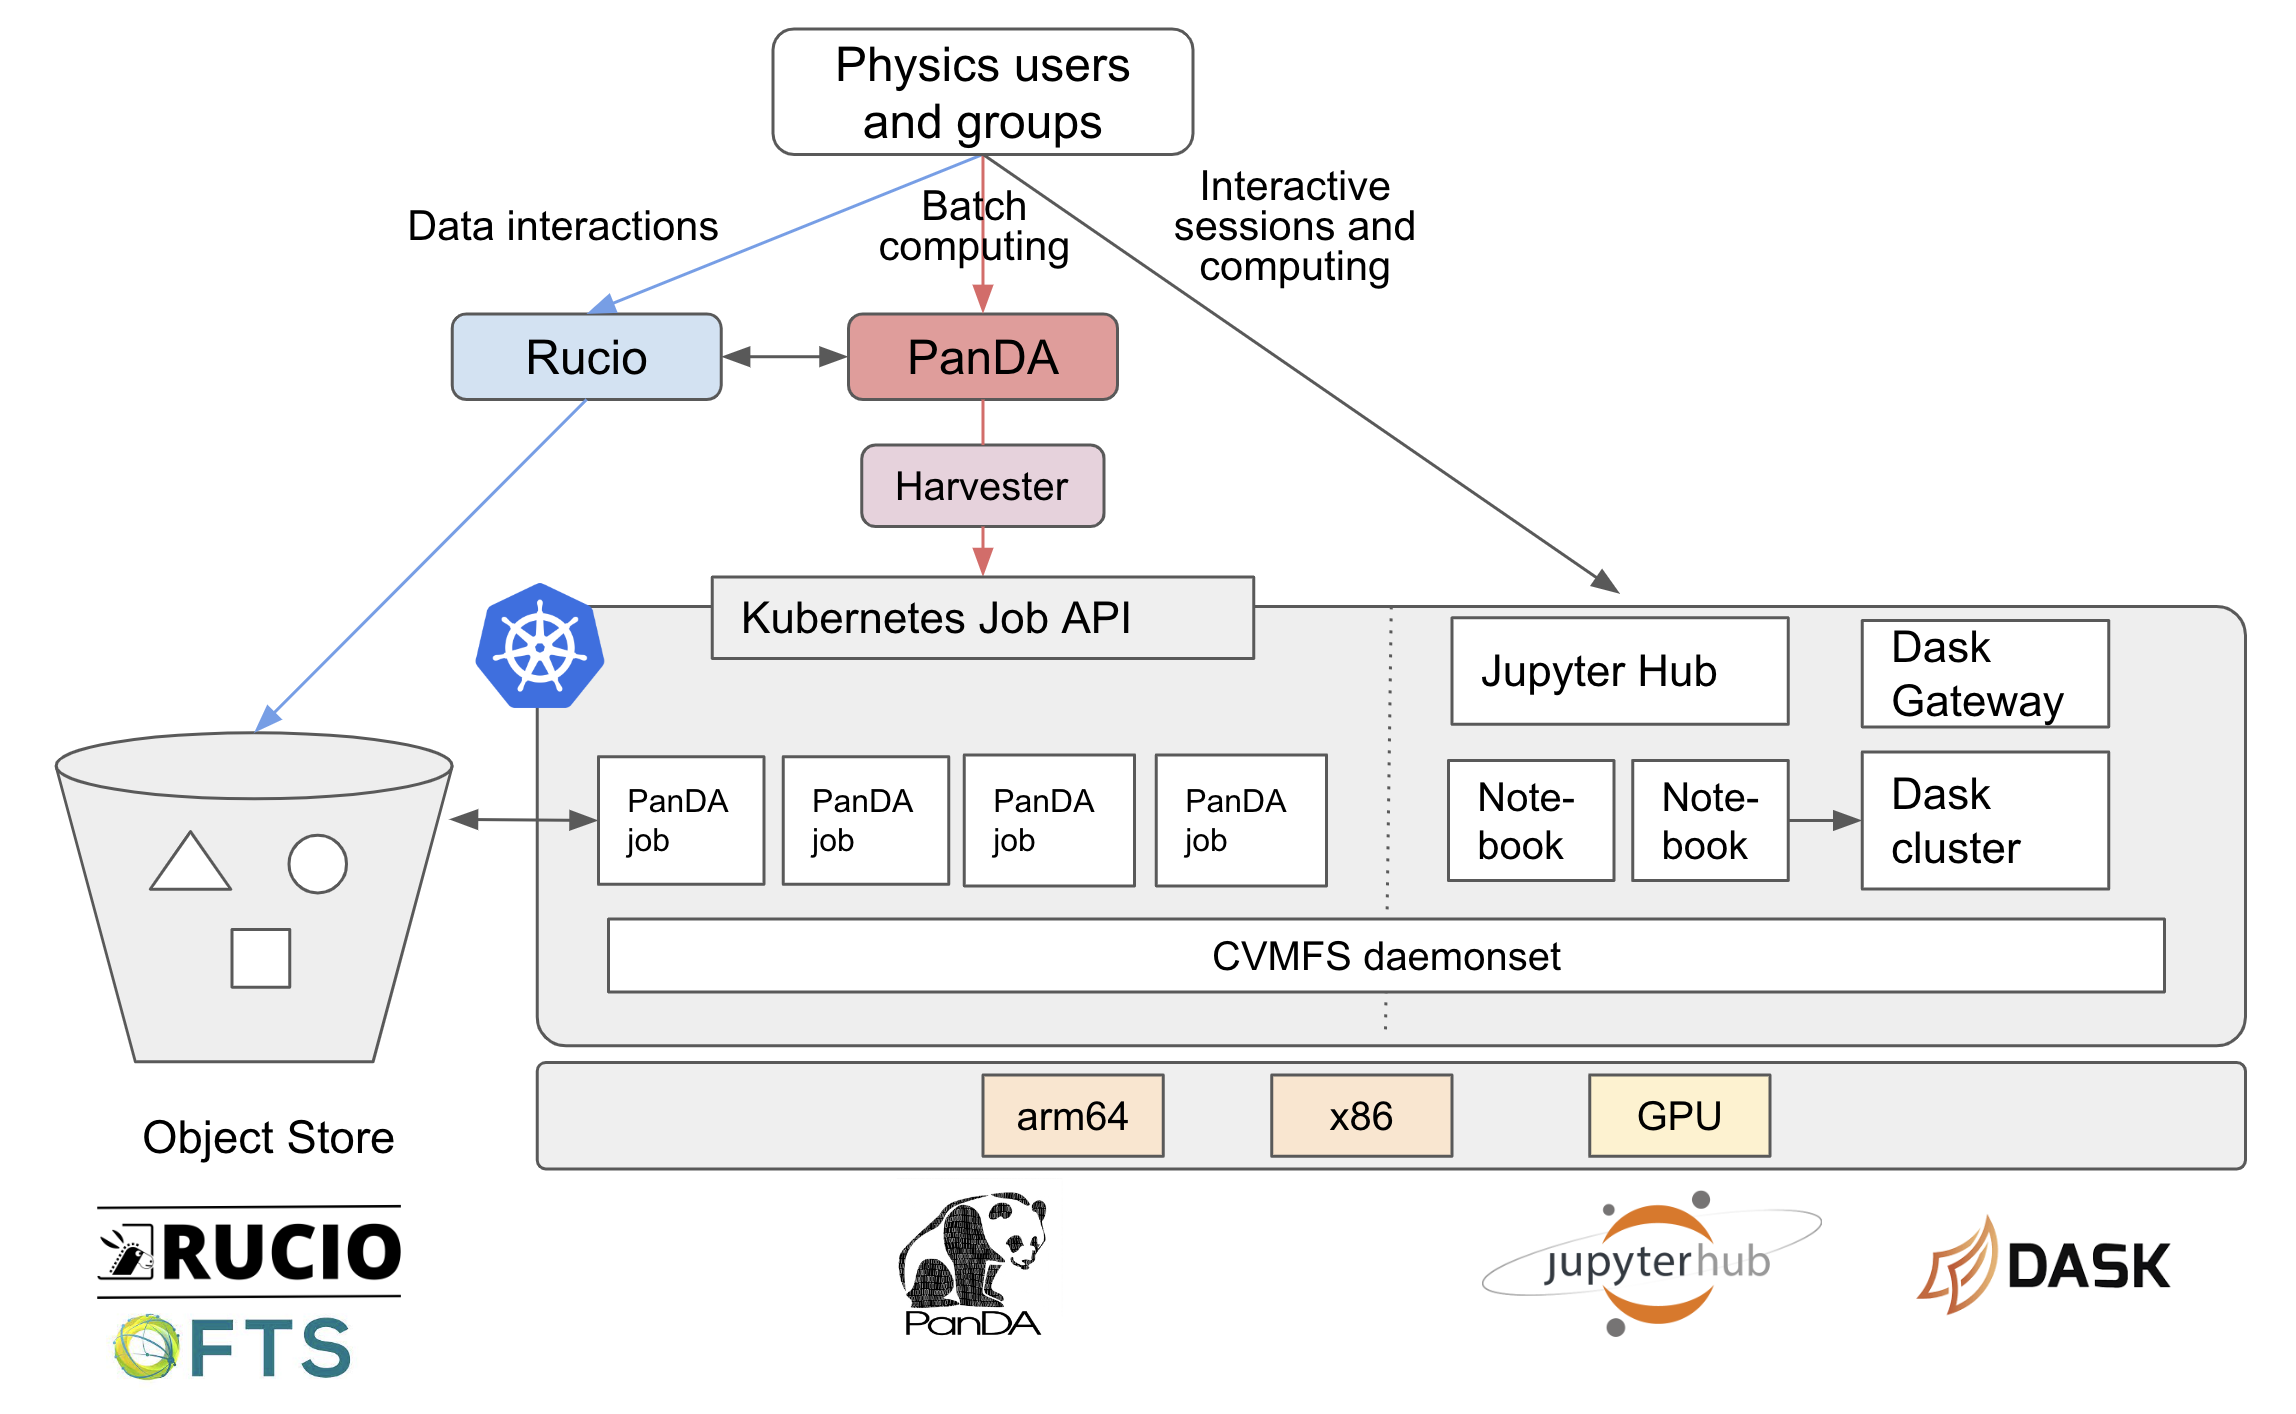 Physics users
and groups
Data interactions
Batch
computing
Interactive
sessions and
computing
Rucio
PanDA
Harvester
Kubernetes Job API
Jupyter Hub
Dask
Gateway
PanDA
job
PanDA
job
PanDA
job
PanDA
job
Note-
book
Note-
book
Dask
cluster
CVMFS daemonset
arm64
x86
GPU
Object Store
RUCIO
FTS
PanDA
jupyterhub
DASK